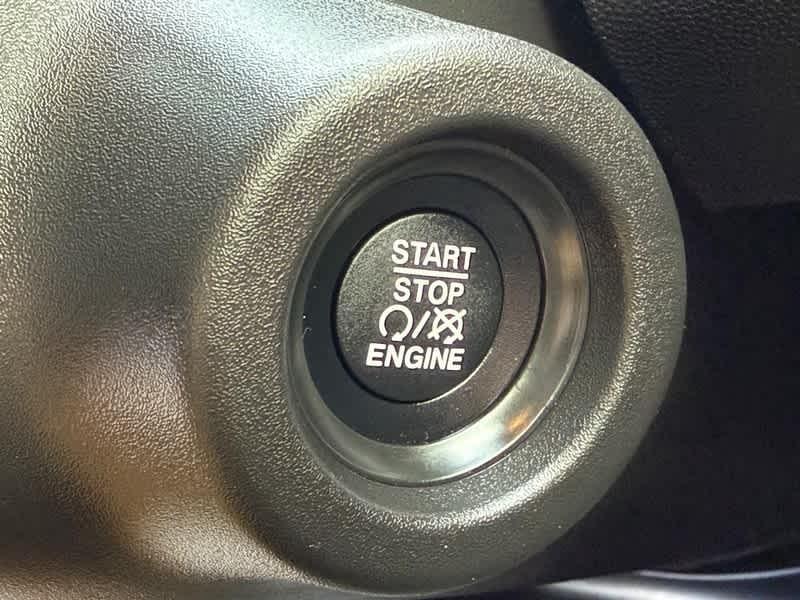 START
STOP
/
ENGINE